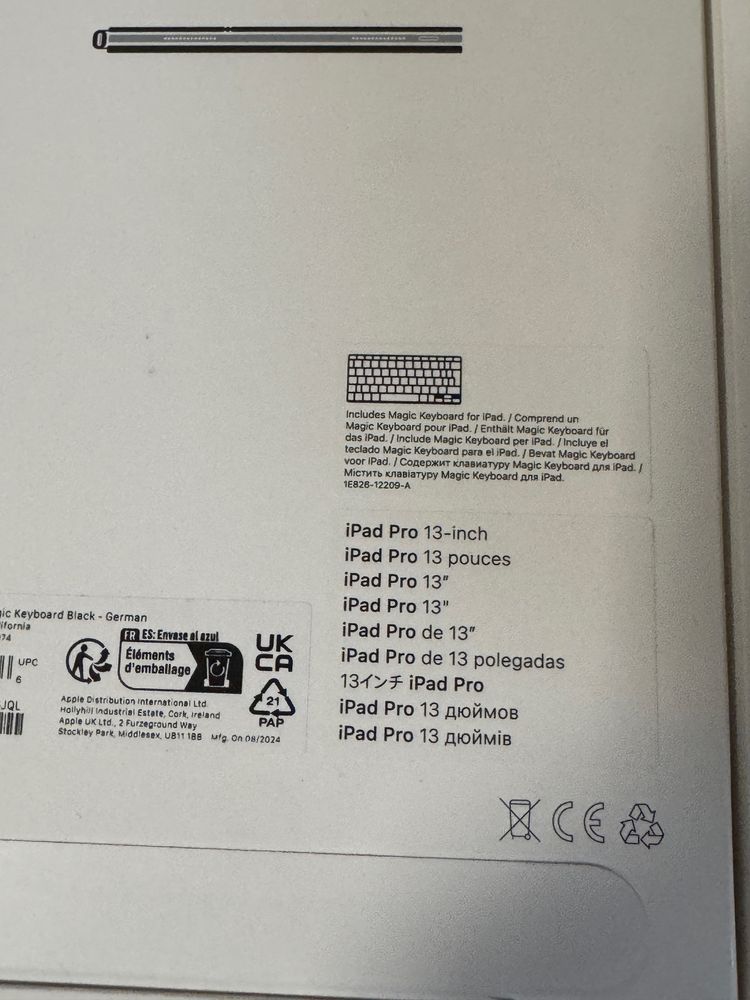 Includes Magic Keyboard for iPad. / Comprend un
Magic Keyboard pour iPad. / Enthält Magic Keyboard für
das iPad. / Include Magic Keyboard per iPad. / Incluye el
teclado Magic Keyboard para el iPad. / Bevat Magic Keyboard
voor iPad. / Содержит клавиатуру Magic Keyboard для iPad. /
Містить клавіатуру Magic Keyboard для iPad.
1E828-12209-A
iPad Pro 13-inch
iPad Pro 13 pouces
iPad Pro 13″
iPad Pro 13"
iPad Pro de 13″
iPad Pro de 13 polegadas
13インチ iPad Pro
iPad Pro 13 дюймов
iPad Pro 13 дюймів
Keyboard Black - German
UPC
6
JQL
FR ES: Envase al azul
Éléments
d'emballage
UK
CA
21
PAP
Apple Distribution International Ltd.
Hollyhill Industrial Estate, Cork, Ireland
Apple UK Ltd., 2 Furzeground Way
Stockley Park, Middlesex, UB11 1BB Mfg. On 08/2024
CE